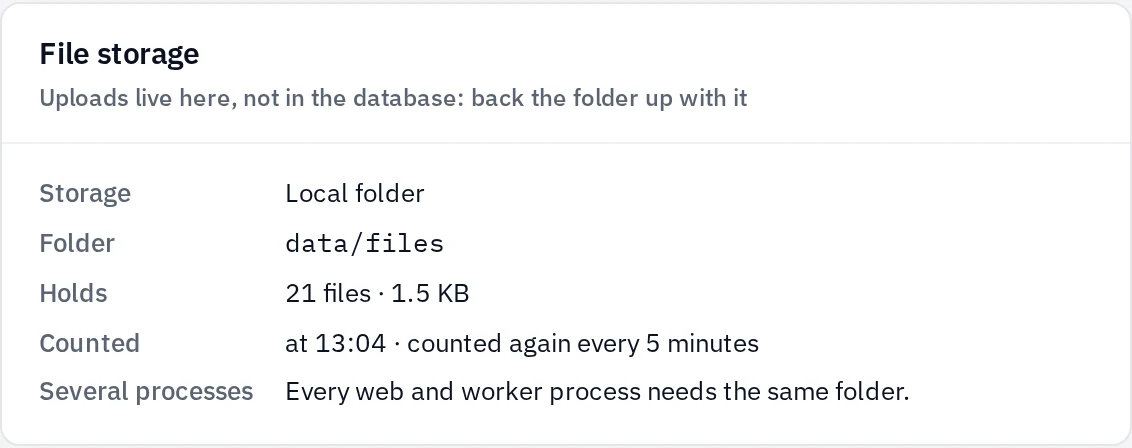 File storage
Uploads live here, not in the database: back the folder up with it
Storage Local folder
Folder data/files
Holds 21 files · 1.5 KB
Counted at 13:04 · counted again every 5 minutes
Several processes Every web and worker process needs the same folder.